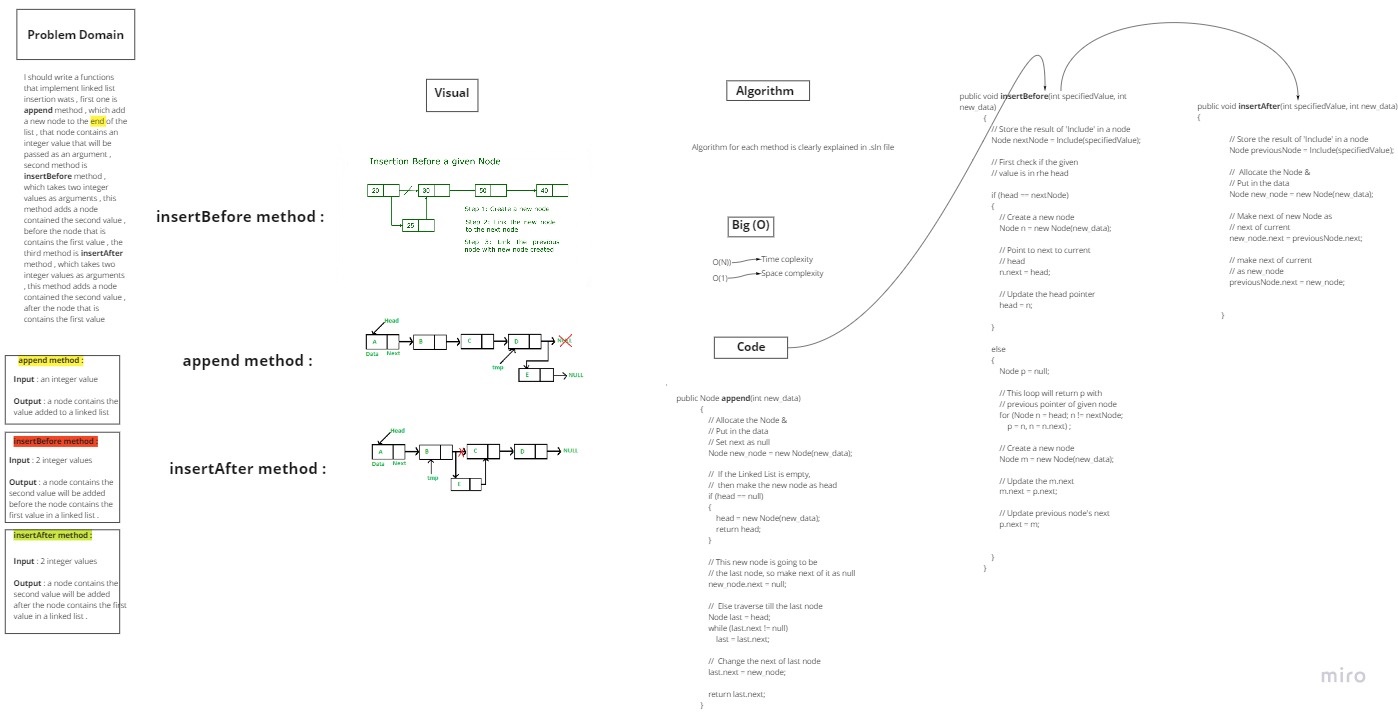 Problem Domain
I should write a functions
that implement linked list
insertion wats , first one is
append method , which add
a new node to the end of the
list , that node contains an
integer value that will be
passed as an argument ,
second method is
insertBefore method ,
which takes two integer
values as arguments , this
method adds a node
contained the second value ,
before the node that is
contains the first value , the
third method is insertAfter
method , which takes two
integer values as arguments
, this method adds a node
contained the second value ,
after the node that is
contains the first value
append method :
Input : an integer value
Output : a node contains the
value added to a linked list
insertBefore method :
Input : 2 integer values
Output : a node contains the
second value will be added
before the node contains the
first value in a linked list .
insertAfter method :
Input : 2 integer values
Output : a node contains the
second value will be added
after the node contains the first
value in a linked list .
Visual
insertBefore method :
Insertion Before a given Node
20 30 50 40
25
Step 1: Create a new node
Step 2: Link the new node
to the next node
Step 3: Link the previous
node with new node created
append method :
Head
A B C D NULL
Data Next
tmp
E NULL
insertAfter method :
Head
A B C D NULL
Data Next
tmp
E
Algorithm
Algorithm for each method is clearly explained in .sln file
Big (O)
O(N)) Time coplexity
O(1) Space complexity
Code
public Node append(int new_data)
{
// Allocate the Node &
// Put in the data
// Set next as null
Node new_node = new Node(new_data);
// If the Linked List is empty,
// then make the new node as head
if (head == null)
{
head = new Node(new_data);
return head;
}
// This new node is going to be
// the last node, so make next of it as null
new_node.next = null;
// Else traverse till the last node
Node last = head;
while (last.next != null)
last = last.next;
// Change the next of last node
last.next = new_node;
return last.next;
}
public void insertBefore(int specifiedValue, int
new_data)
{
// Store the result of 'Include' in a node
Node nextNode = Include(specifiedValue);
// First check if the given
// value is in rhe head
if (head == nextNode)
{
// Create a new node
Node n = new Node(new_data);
// Point to next to current
// head
n.next = head;
// Update the head pointer
head = n;
}
else
{
Node p = null;
// This loop will return p with
// previous pointer of given node
for (Node n = head; n != nextNode;
p = n, n = n.next) ;
// Create a new node
Node m = new Node(new_data);
// Update the m.next
m.next = p.next;
// Update previous node's next
p.next = m;
}
}
public void insertAfter(int specifiedValue, int new_data)
{
// Store the result of 'Include' in a node
Node previousNode = Include(specifiedValue);
// Allocate the Node &
// Put in the data
Node new_node = new Node(new_data);
// Make next of new Node as
// next of current
new_node.next = previousNode.next;
// make next of current
// as new_node
previousNode.next = new_node;
}
miro